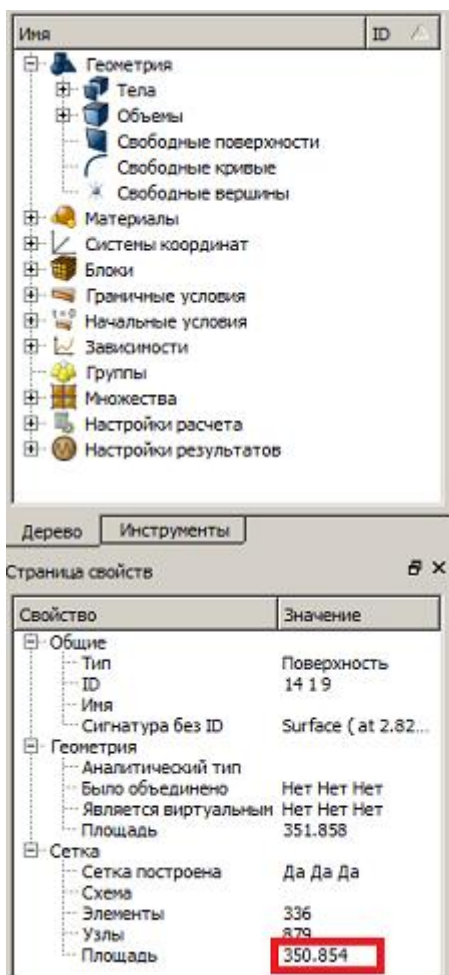 Имя ID
Геометрия
Тела
Объемы
Свободные поверхности
Свободные кривые
Свободные вершины
Материалы
Системы координат
Блоки
Граничные условия
Начальные условия
Зависимости
Группы
Множества
Настройки расчета
Настройки результатов
Дерево Инструменты
Страница свойств
Свойство Значение
Общие
Тип Поверхность
ID 14 1 9
Имя
Сигнатура без ID Surface ( at 2.82...
Геометрия
Аналитический тип
Было объединено Нет Нет Нет
Является виртуальным Нет Нет Нет
Площадь 351.858
Сетка
Сетка построена Да Да Да
Схема
Элементы 336
Узлы 879
Площадь 350.854